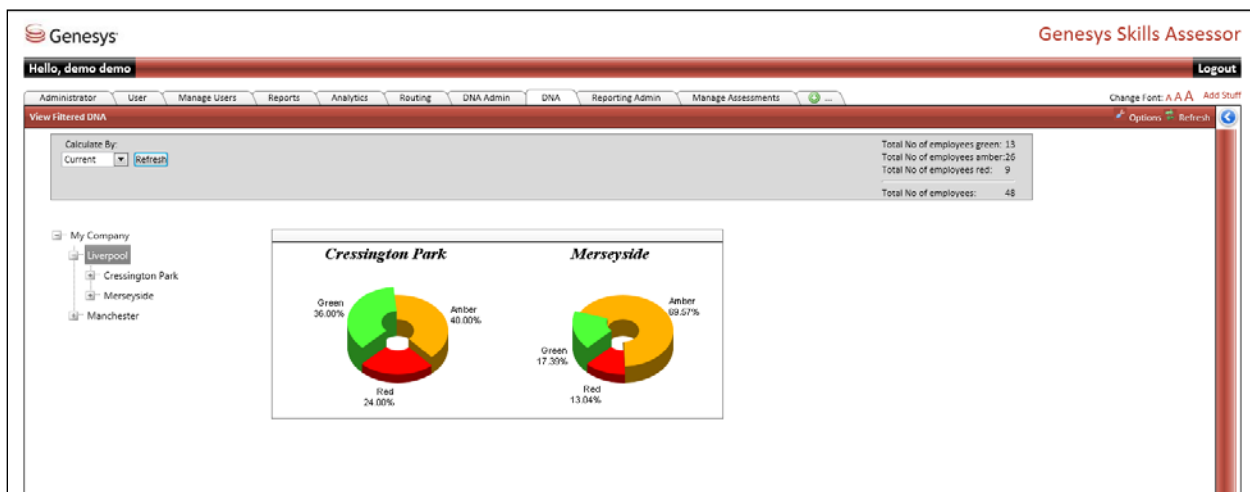 Genesys
Genesys Skills Assessor
Hello, demo demo
Logout
Administrator User Manage Users Reports Analytics Routing DNA Admin DNA Reporting Admin Manage Assessments ...
Change Font: A A A Add Stuff
View Filtered DNA
Options Refresh
Calculate By:
Current Refresh
Total No of employees green: 13
Total No of employees amber:26
Total No of employees red: 9
Total No of employees: 48
My Company
Liverpool
Cressington Park
Merseyside
Manchester
Cressington Park
Green
36.00%
Amber
40.00%
Red
24.00%
Merseyside
Amber
69.57%
Green
17.39%
Red
13.04%